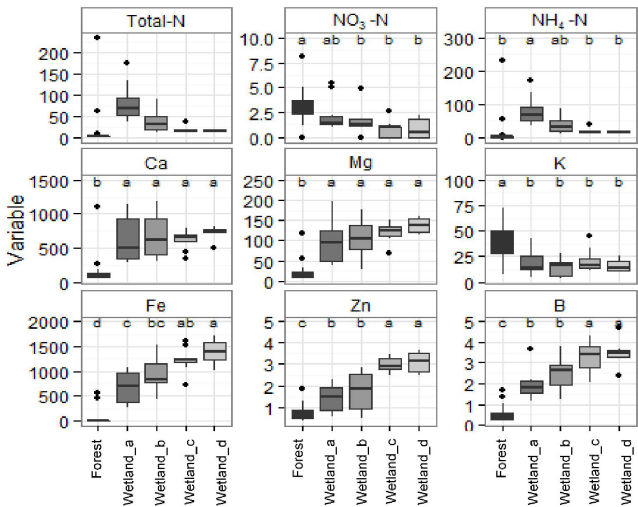 Total-N NO3 -N NH4 -N
200
150
100
50
0
10.0 a ab b b b
7.5
5.0
2.5
0.0
300 b a ab b b
200
100
0
Ca Mg K
1500 b a a a a
1000
500
0
250 b a a a a
200
150
100
50
0
100 a b b b b
75
50
25
0
Variable
Fe Zn B
2000 d c bc ab a
1500
1000
500
0
5 c b b a a
4
3
2
1
5 c b b a a
4
3
2
1
0
Forest Wetland_a Wetland_b Wetland_c Wetland_d
Forest Wetland_a Wetland_b Wetland_c Wetland_d
Forest Wetland_a Wetland_b Wetland_c Wetland_d